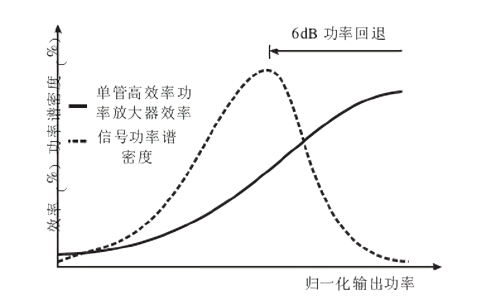 6dB 功率回退
单管高效率功
率放大器效率
信号功率谱
密度
效率（%）功率谱密度（%）
归一化输出功率